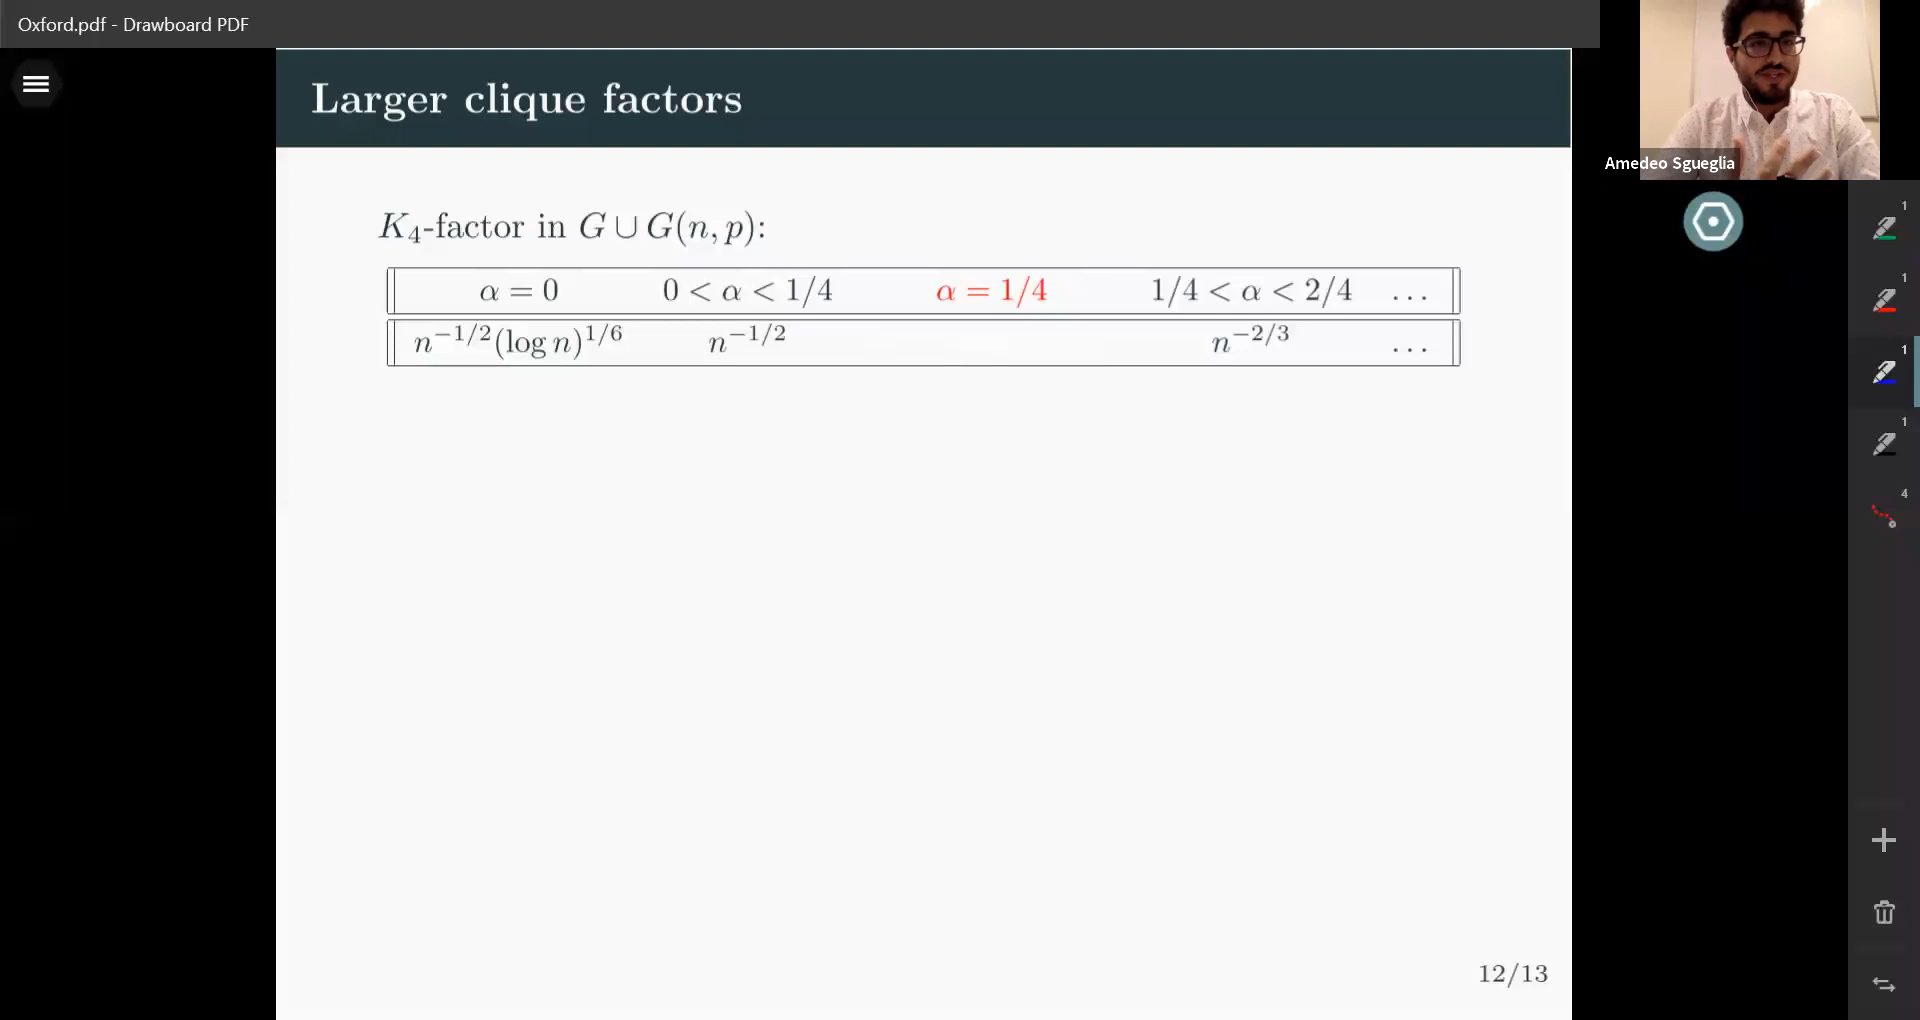 Oxford.pdf - Drawboard PDF
Larger clique factors
Amedeo Sgueglia
K₄-factor in G ∪ G(n, p):
α = 0 0 < α < 1/4 α = 1/4 1/4 < α < 2/4 ...
n^{-1/2}(log n)^{1/6} n^{-1/2} n^{-2/3} ...
1
1
1
1
4
12/13